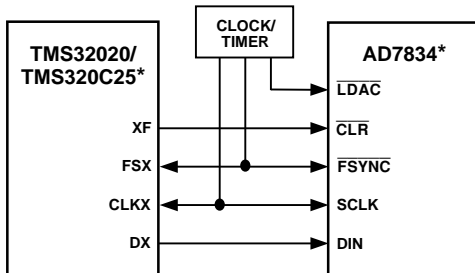 CLOCK/
TIMER
TMS32020/
TMS320C25*
AD7834*
LDAC
XF
CLR
FSX
FSYNC
CLKX
SCLK
DX
DIN